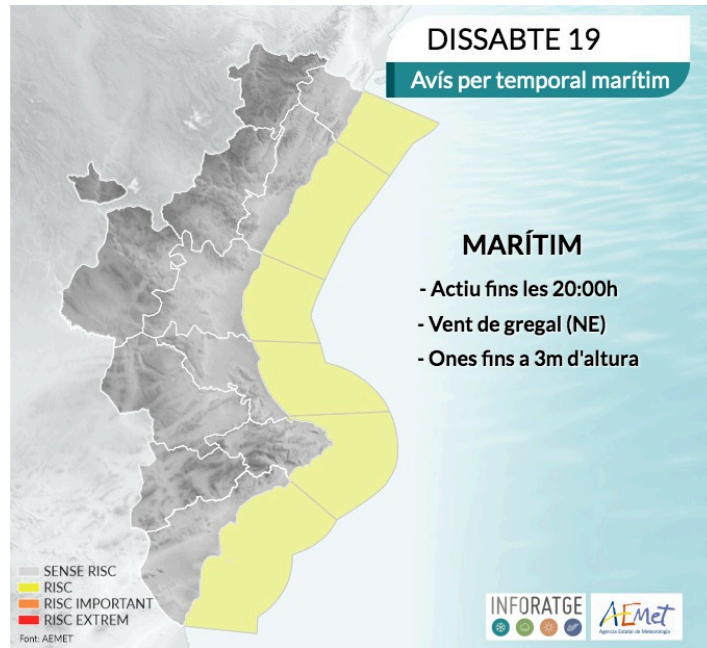 DISSABTE 19
Avís per temporal marítim
MARÍTIM
- Actiu fins les 20:00h
- Vent de gregal (NE)
- Ones fins a 3m d'altura
SENSE RISC
RISC
RISC IMPORTANT
RISC EXTREM
Font: AEMET
INFORATGE
AEmet
Agencia Estatal de Meteorología